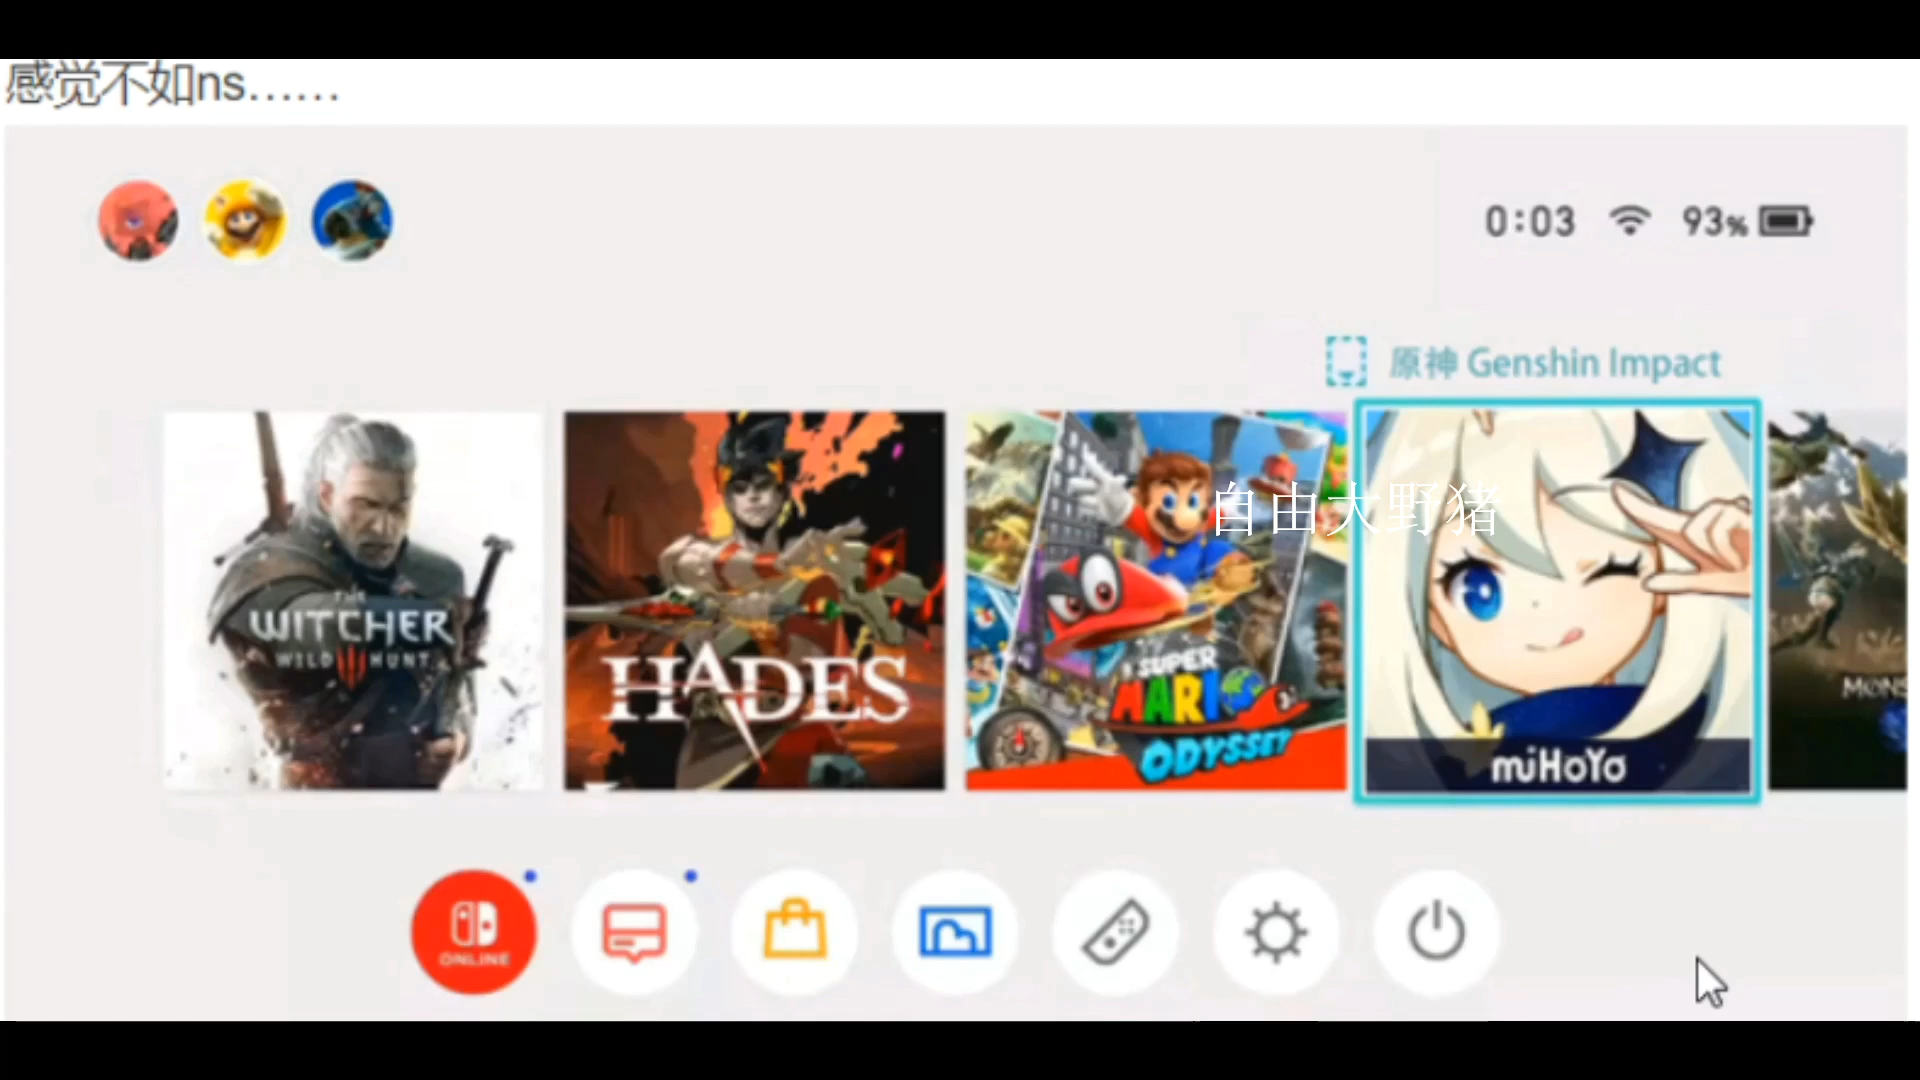 感觉不如ns……
0:03 93%
原神 Genshin Impact
自由大野猪
THE
WITCHER
WILD HUNT
HADES
SUPER
MARIO
ODYSSEY
miHoYo
MONS
ONLINE